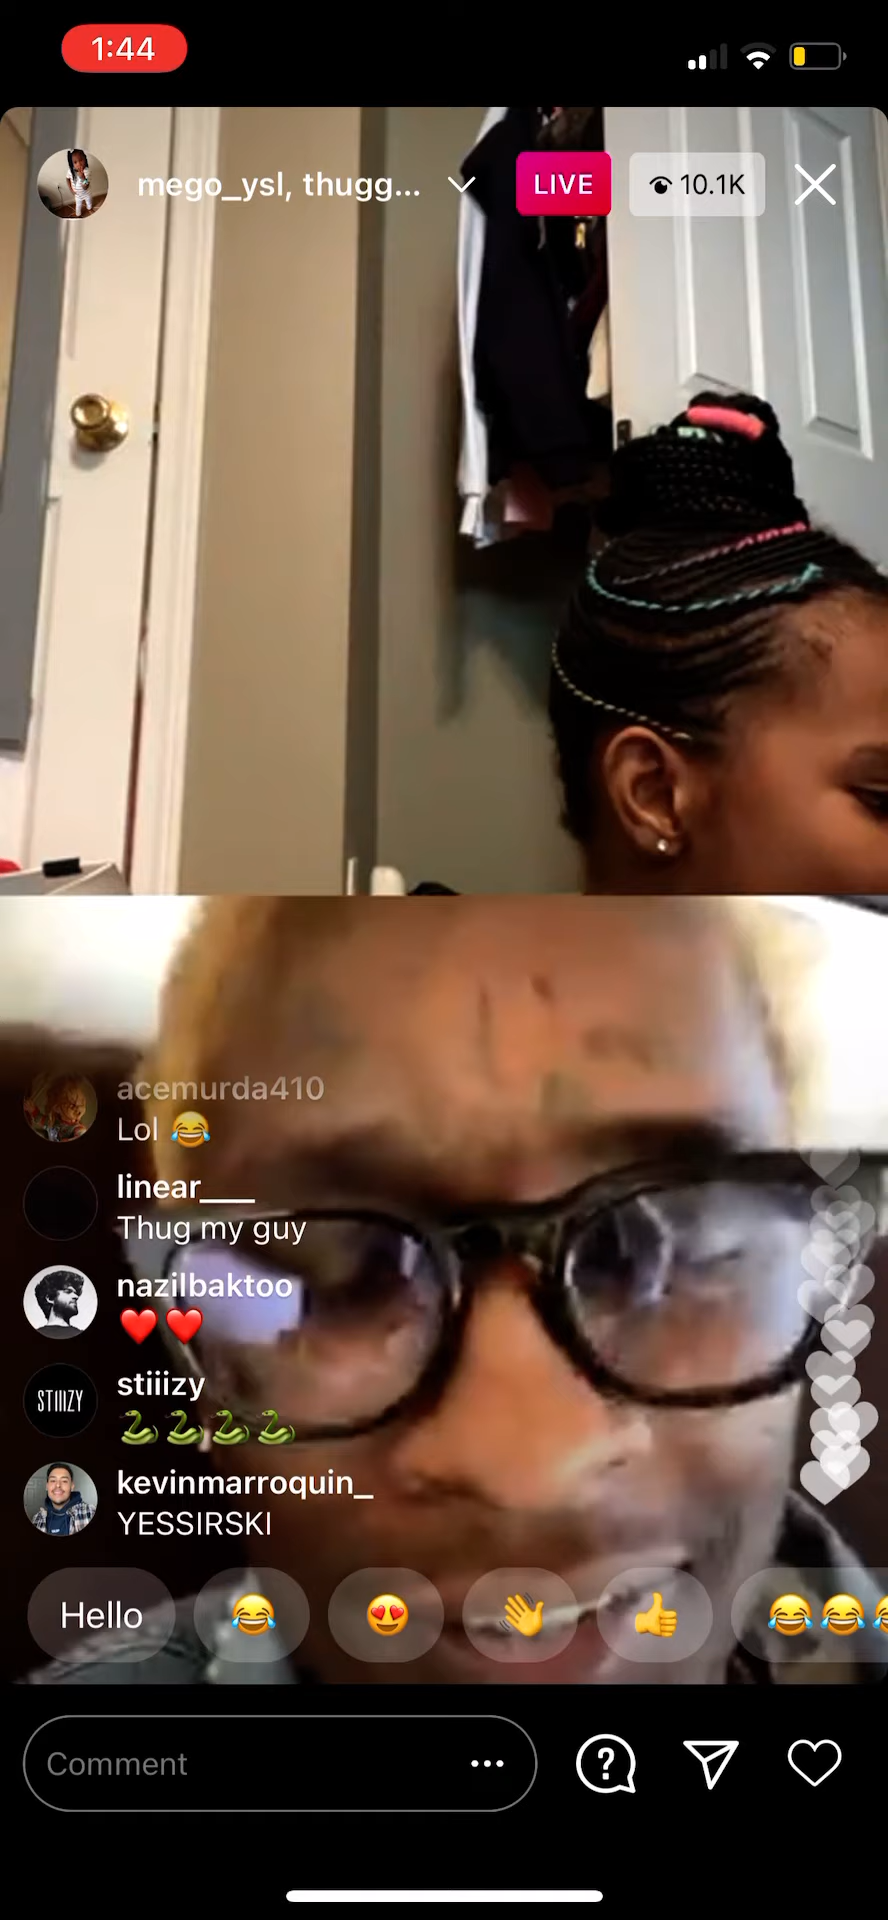 1:44
mego_ysl, thugg...
LIVE
10.1K
acemurda410
Lol 😂
linear___
Thug my guy
nazilbaktoo
❤️ ❤️
STIIIZY
stiiizy
🐍🐍🐍🐍
kevinmarroquin_
YESSIRSKI
Hello 😂 😍 👋 👍 😂😂😂
Comment